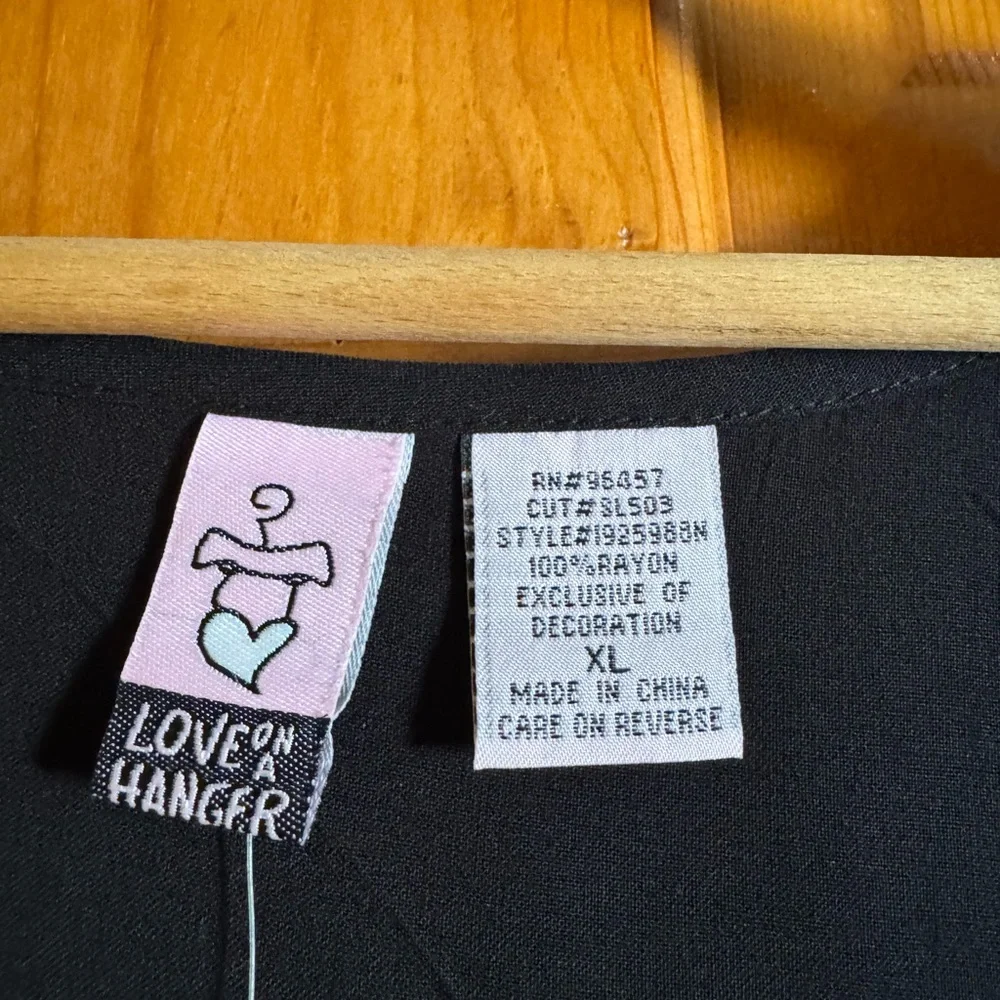 LOVE ON
A
HANGER
RN#96457
CUT#SLS03
STYLE#1925988N
100%RAYON
EXCLUSIVE OF
DECORATION
XL
MADE IN CHINA
CARE ON REVERSE